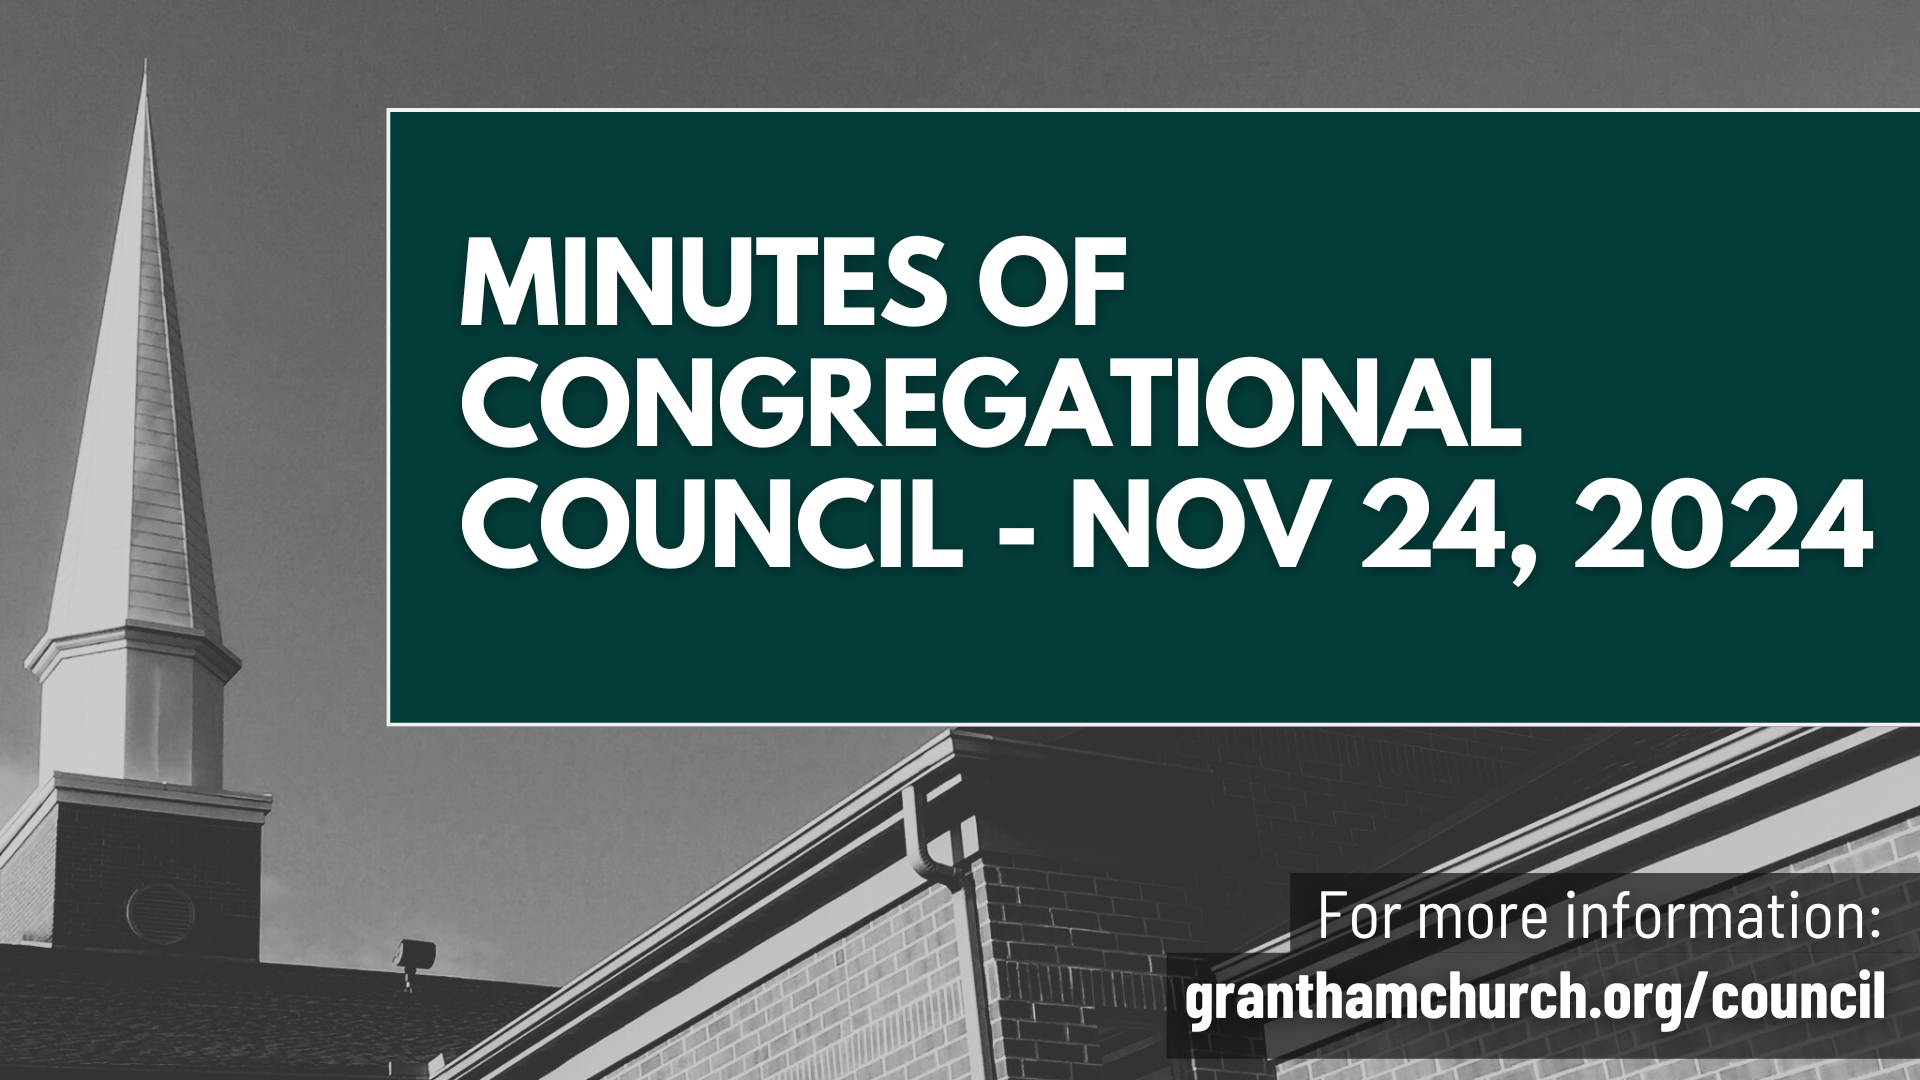 MINUTES OF
CONGREGATIONAL
COUNCIL - NOV 24, 2024
For more information:
granthamchurch.org/council